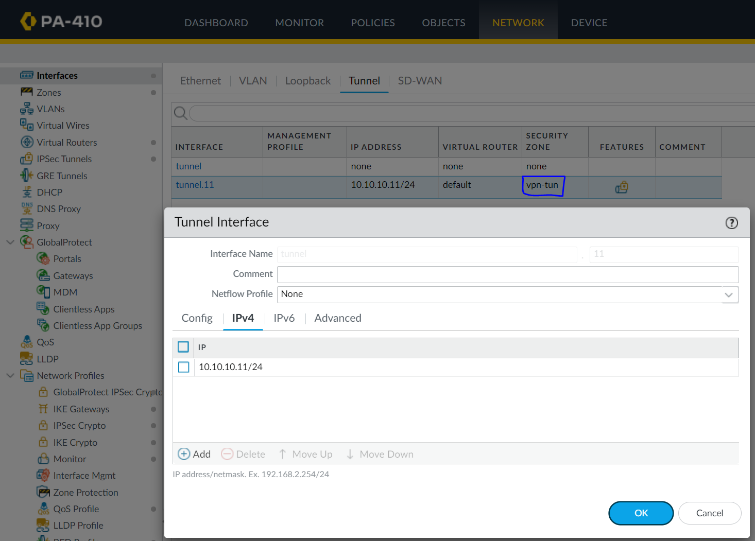 PA-410
DASHBOARD MONITOR POLICIES OBJECTS NETWORK DEVICE
Interfaces
Zones
VLANs
Virtual Wires
Virtual Routers
IPSec Tunnels
GRE Tunnels
DHCP
DNS Proxy
Proxy
GlobalProtect
Portals
Gateways
MDM
Clientless Apps
Clientless App Groups
QoS
LLDP
Network Profiles
GlobalProtect IPSec Crypto
IKE Gateways
IPSec Crypto
IKE Crypto
Monitor
Interface Mgmt
Zone Protection
QoS Profile
LLDP Profile
Ethernet VLAN Loopback Tunnel SD-WAN
INTERFACE MANAGEMENT PROFILE IP ADDRESS VIRTUAL ROUTER SECURITY ZONE FEATURES COMMENT
tunnel none none none
tunnel.11 10.10.10.11/24 default vpn-tun
Tunnel Interface
Interface Name tunnel . 11
Comment
Netflow Profile None
Config IPv4 IPv6 Advanced
IP
10.10.10.11/24
Add Delete Move Up Move Down
IP address/netmask. Ex. 192.168.2.254/24
OK Cancel